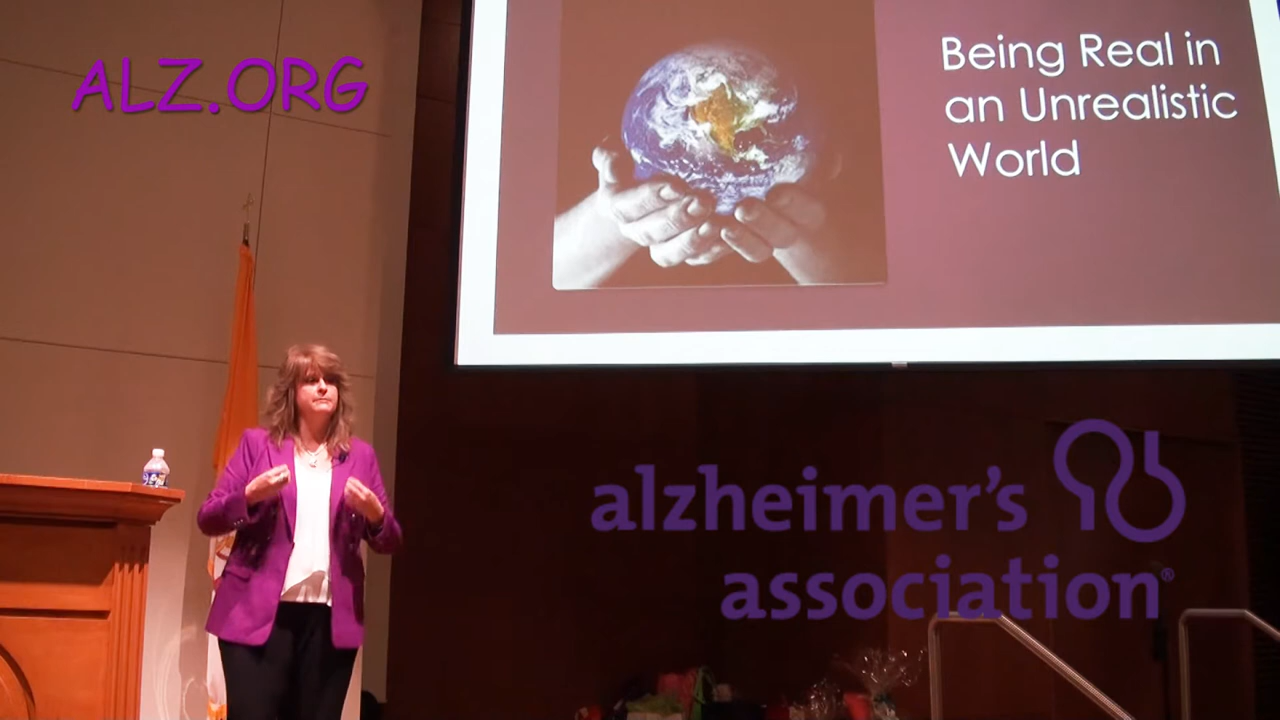 ALZ.ORG
Being Real in
an Unrealistic
World
alzheimer's
association®